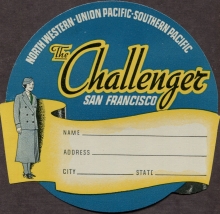 NORTH WESTERN-UNION PACIFIC-SOUTHERN PACIFIC
The
Challenger
SAN FRANCISCO
NAME
ADDRESS
CITY STATE